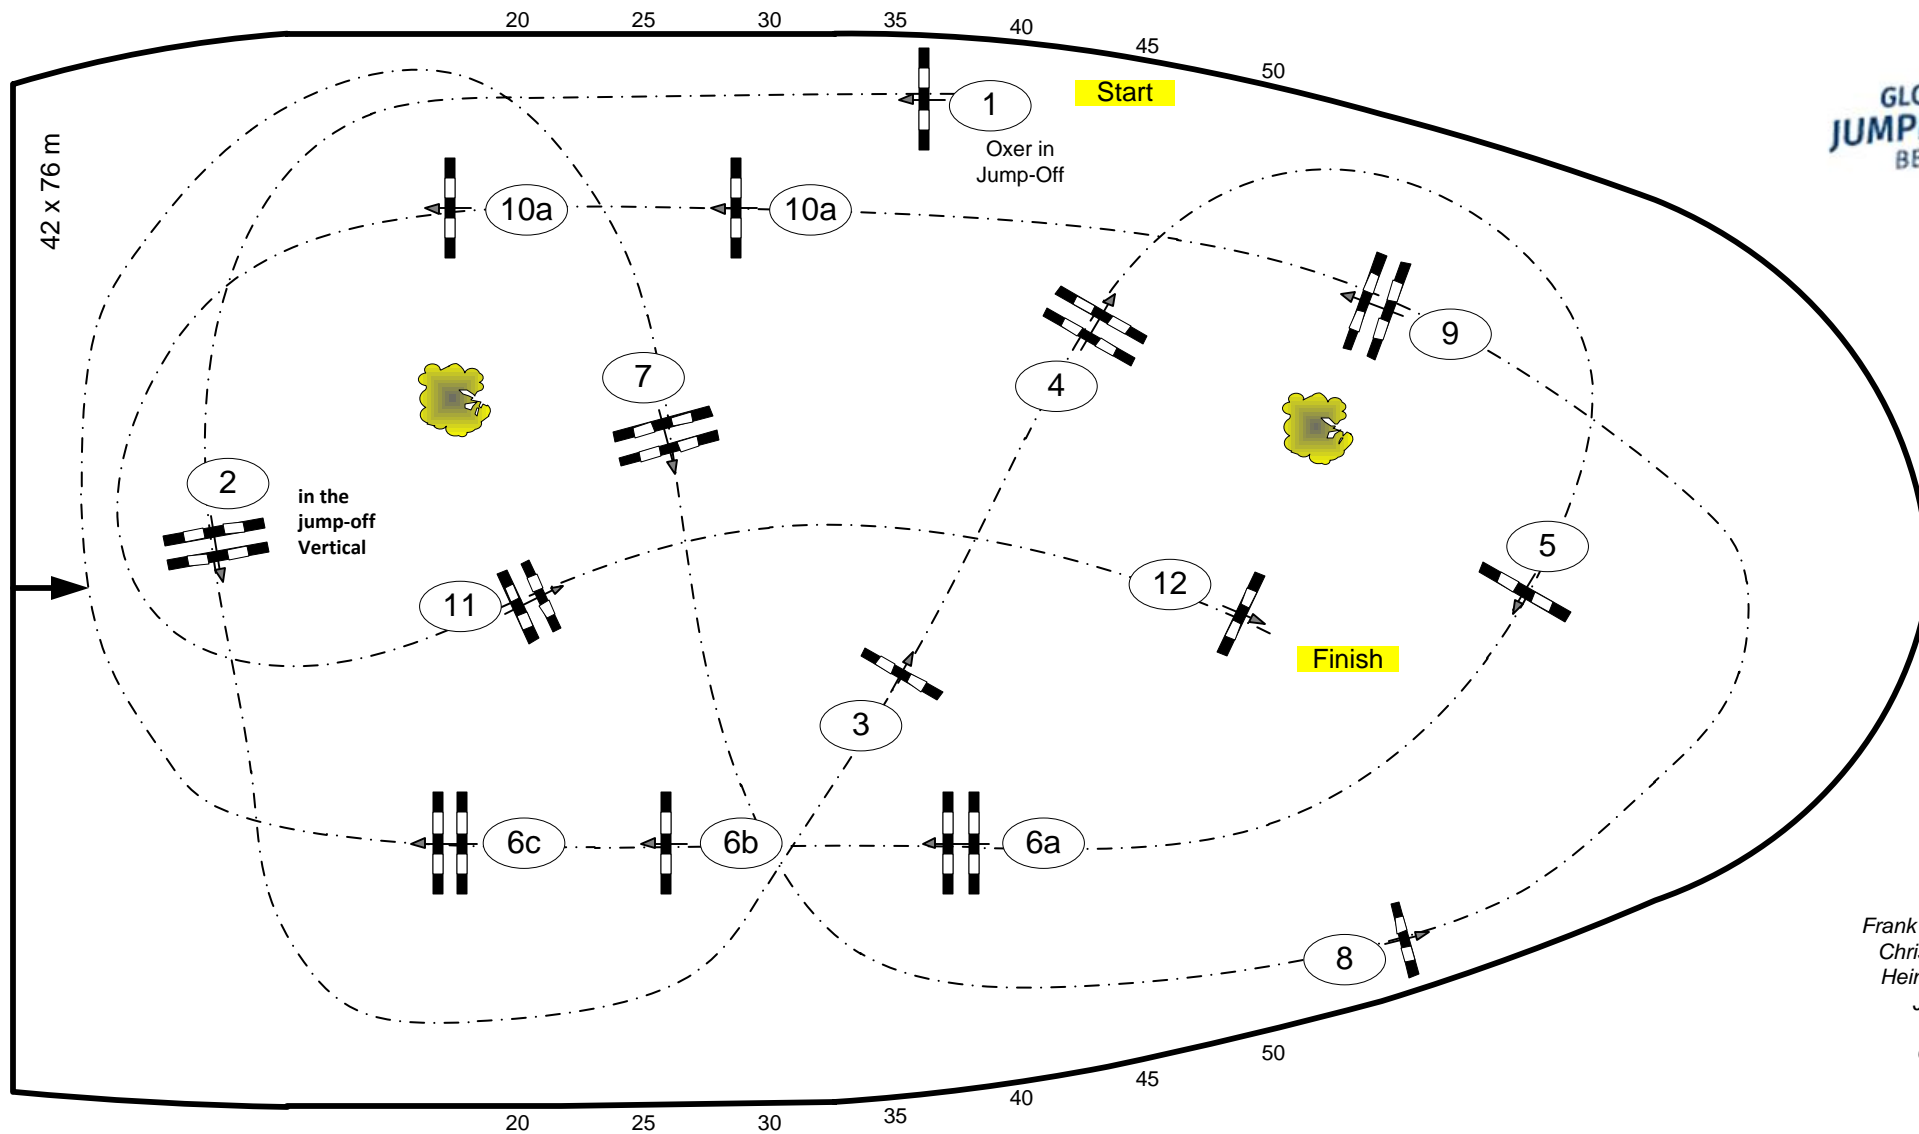 20 25 30 35 40 45 50
1 Start
Oxer in
Jump-Off
42 x 76 m
10a 10a
9
4
7
2
in the
jump-off
Vertical
5
11
12
Finish
3
6c 6b 6a
8
Frank
50
45
40
35
20 25 30